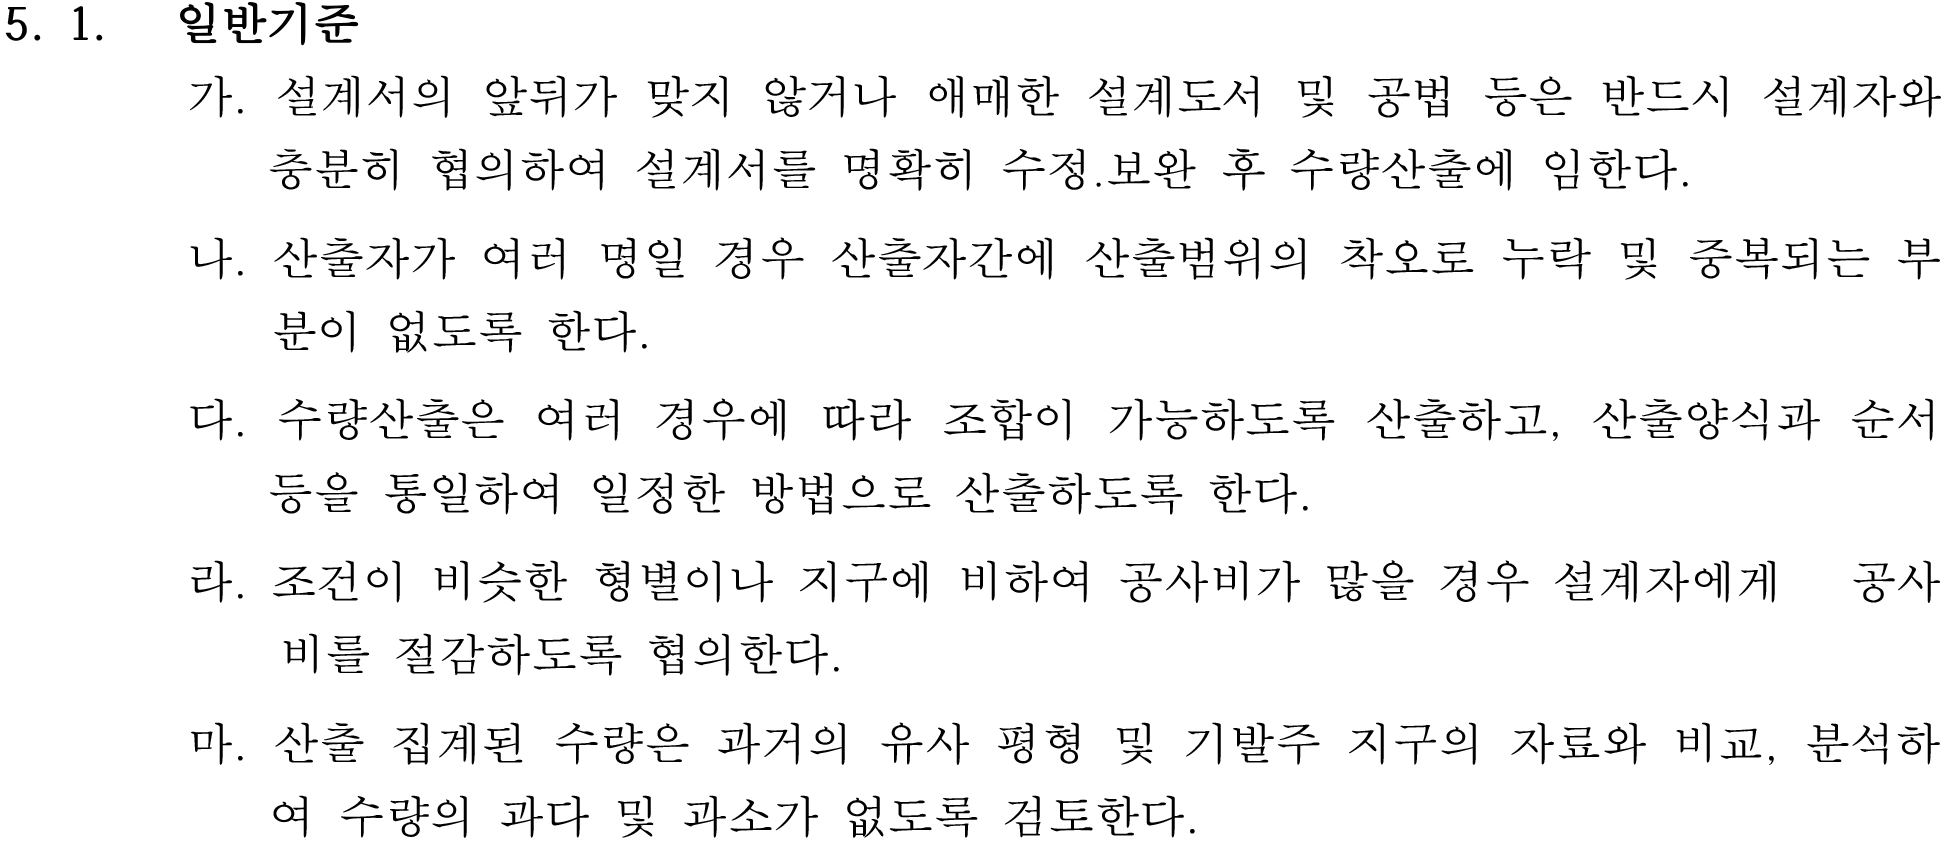 5. 1. 일반기준
가. 설계서의 앞뒤가 맞지 않거나 애매한 설계도서 및 공법 등은 반드시 설계자와
충분히 협의하여 설계서를 명확히 수정.보완 후 수량산출에 임한다.
나. 산출자가 여러 명일 경우 산출자간에 산출범위의 착오로 누락 및 중복되는 부
분이 없도록 한다.
다. 수량산출은 여러 경우에 따라 조합이 가능하도록 산출하고, 산출양식과 순서
등을 통일하여 일정한 방법으로 산출하도록 한다.
라. 조건이 비슷한 형별이나 지구에 비하여 공사비가 많을 경우 설계자에게 공사
비를 절감하도록 협의한다.
마. 산출 집계된 수량은 과거의 유사 평형 및 기발주 지구의 자료와 비교, 분석하
여 수량의 과다 및 과소가 없도록 검토한다.